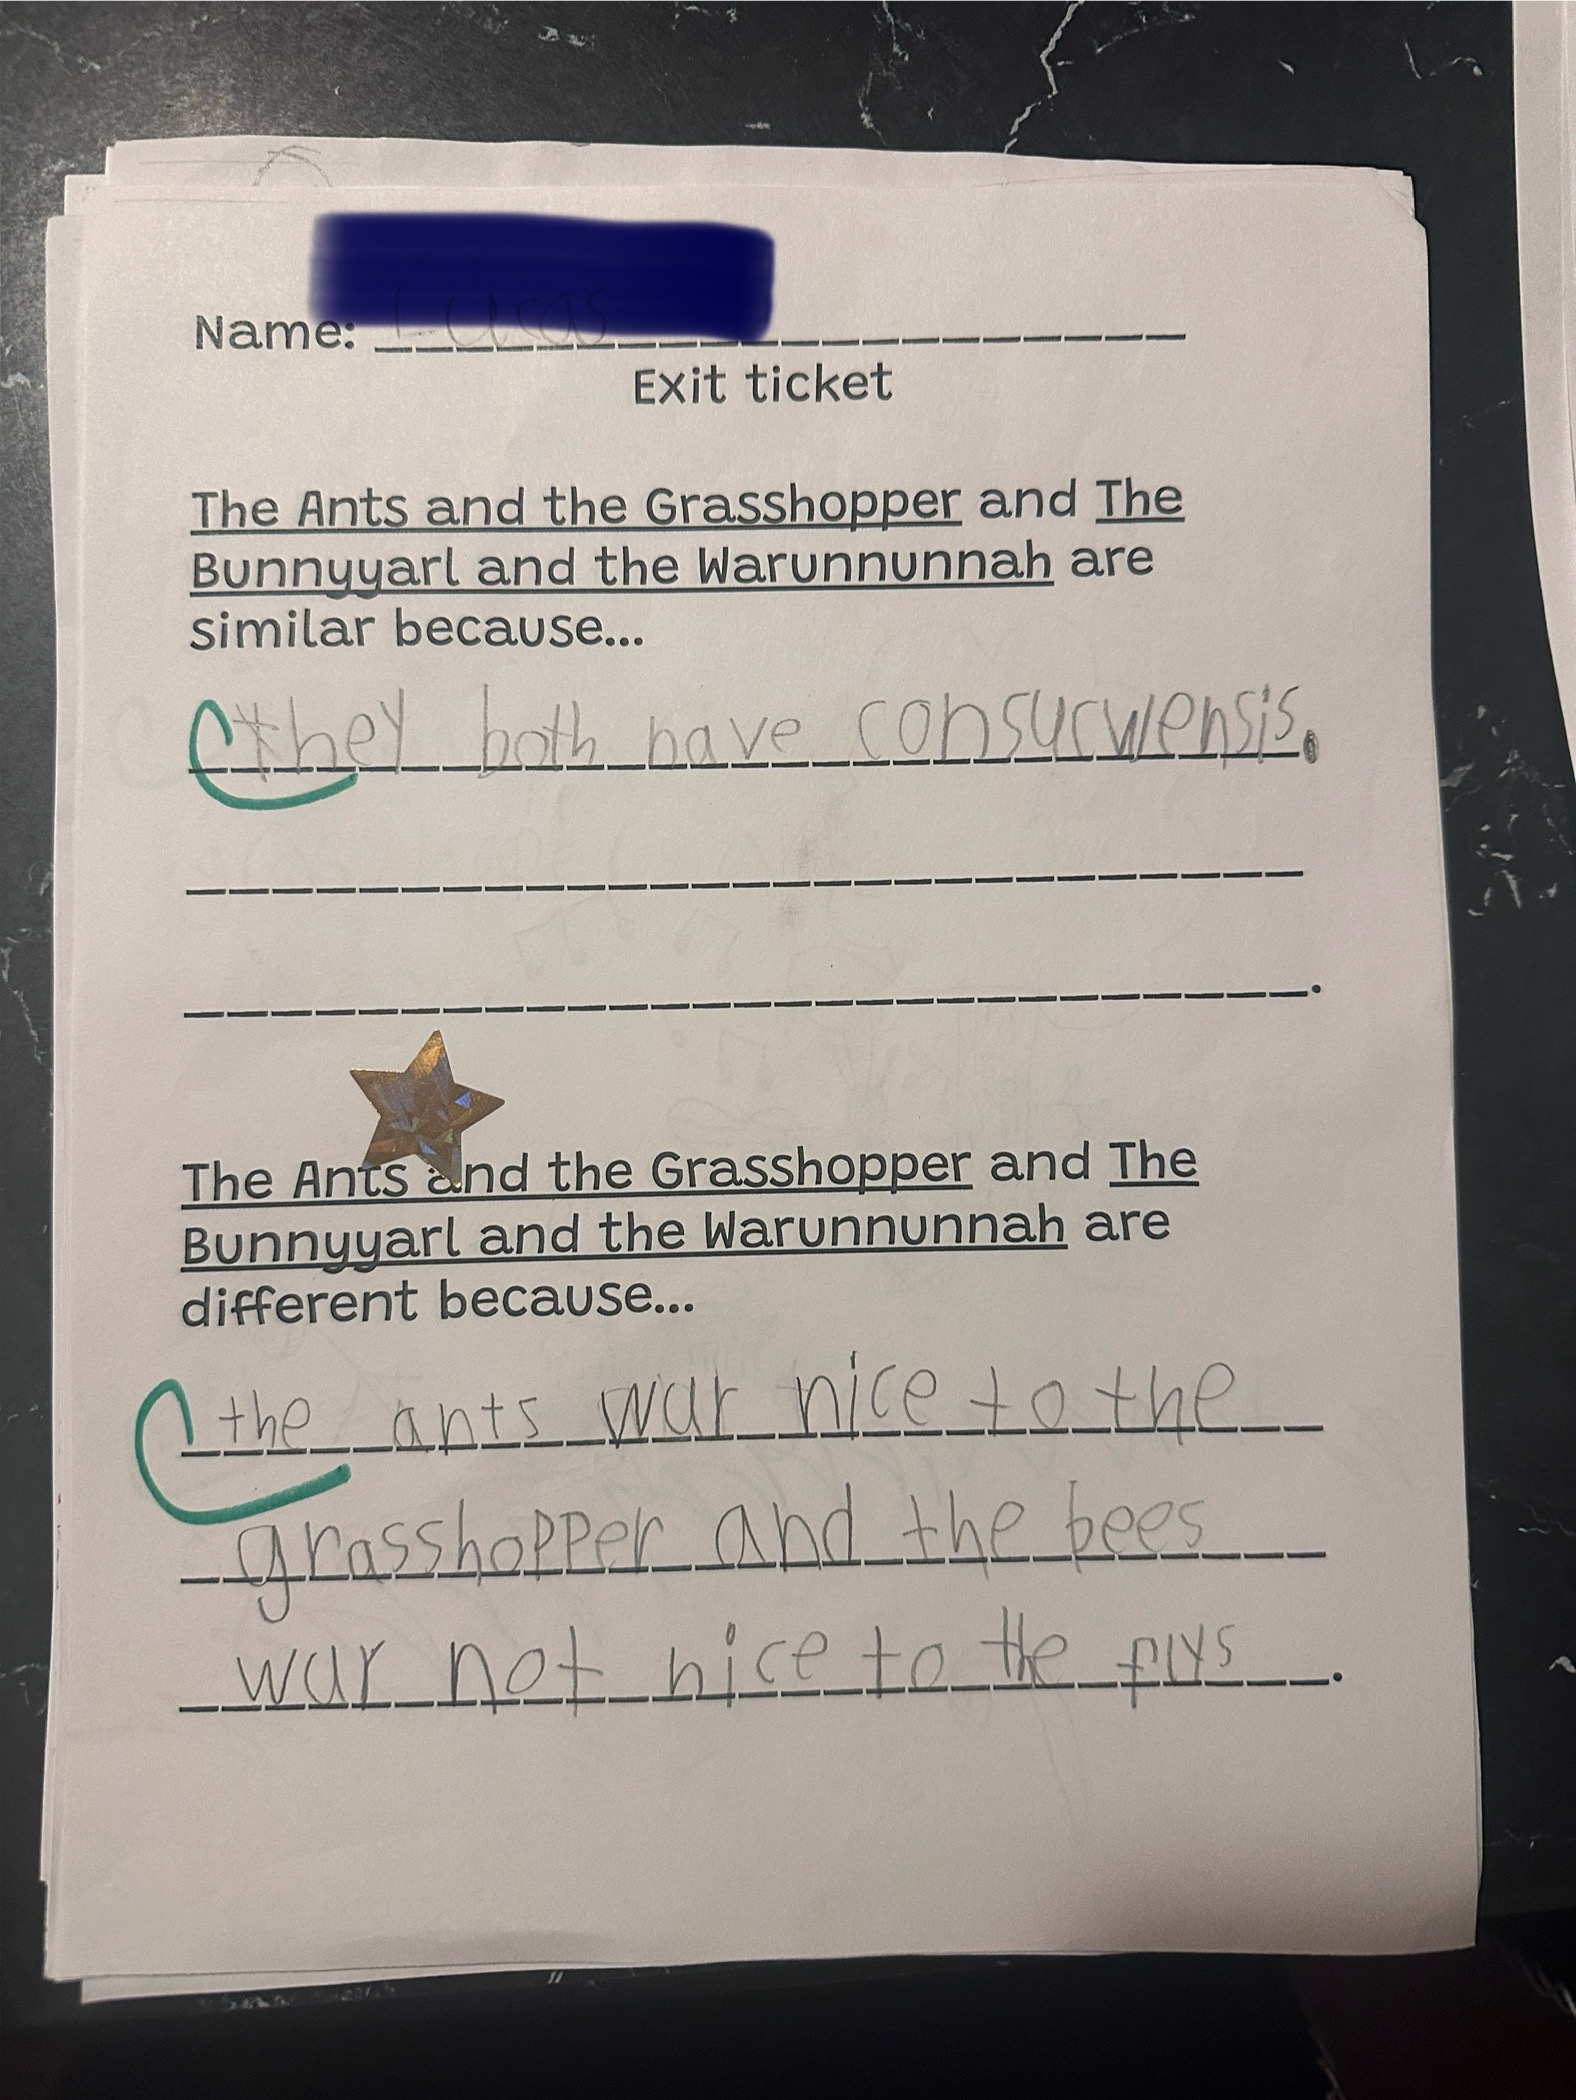 Name:
Exit ticket
The Ants and the Grasshopper and The
Bunnyyarl and the Warunnunnah are
similar because...
they both have consucwensis.
The Ants and the Grasshopper and The
Bunnyyarl and the Warunnunnah are
different because...
the ants war nice to the
grasshopper and the bees
war not nice to the flys.